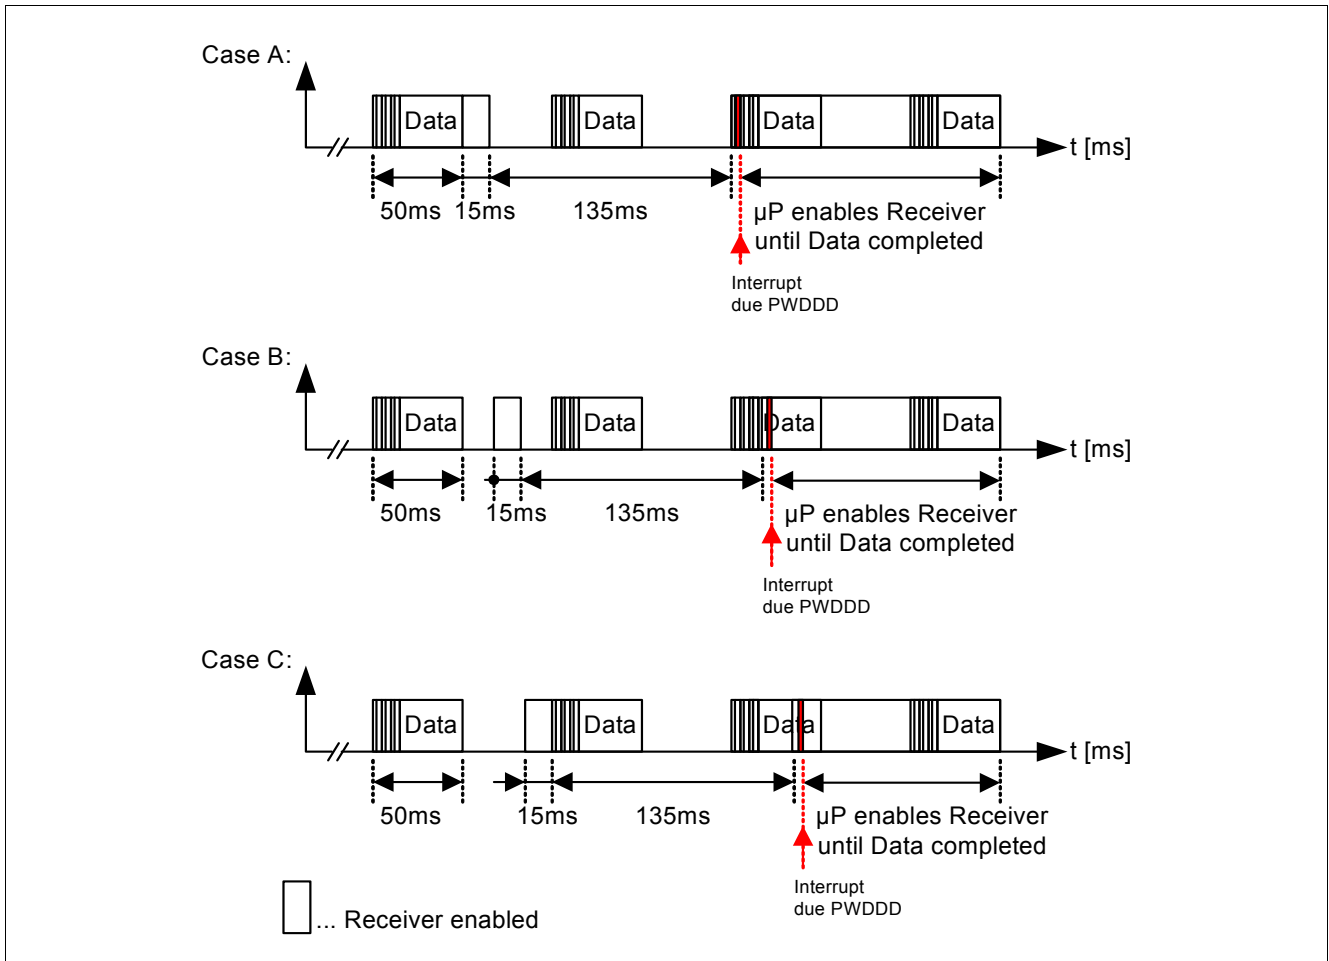 Case A:
Data
Data
Data
Data
t [ms]
50ms
15ms
135ms
µP enables Receiver
until Data completed
Interrupt
due PWDDD
Case B:
Data
Data
Data
Data
t [ms]
50ms
15ms
135ms
µP enables Receiver
until Data completed
Interrupt
due PWDDD
Case C:
Data
Data
Data
Data
t [ms]
50ms
15ms
135ms
µP enables Receiver
until Data completed
Interrupt
due PWDDD
... Receiver enabled